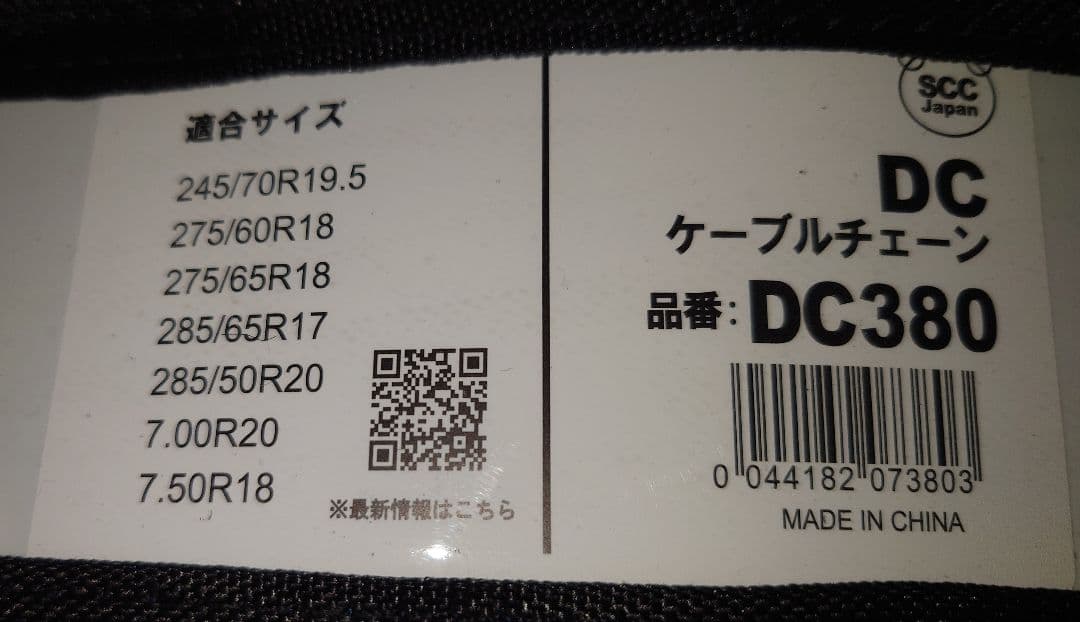 適合サイズ
245/70R19.5
275/60R18
275/65R18
285/65R17
285/50R20
7.00R20
7.50R18
※最新情報はこちら
SCC
Japan
DC
ケーブルチェーン
品番:DC380
0 044182 073803
MADE IN CHINA